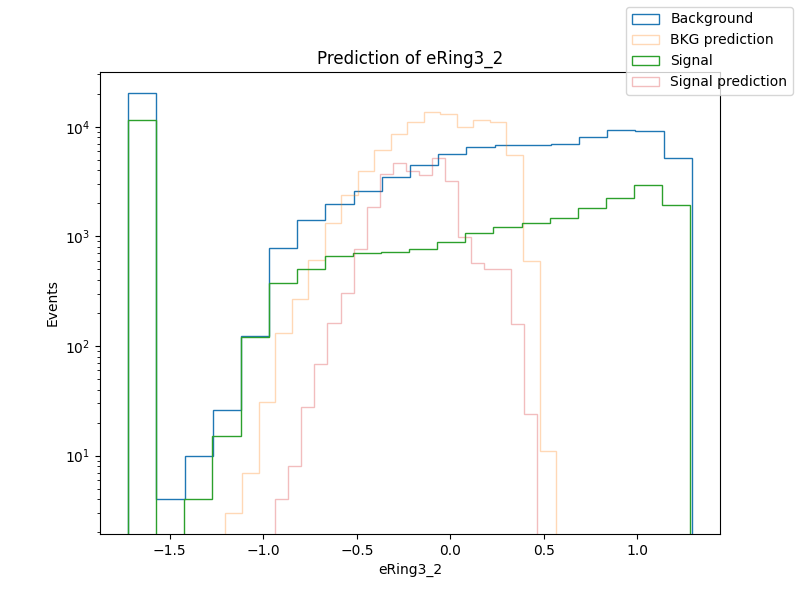 Prediction of eRing3_2
Background
BKG prediction
Signal
Signal prediction
Events
10⁴
10³
10²
10¹
−1.5
−1.0
−0.5
0.0
0.5
1.0
eRing3_2